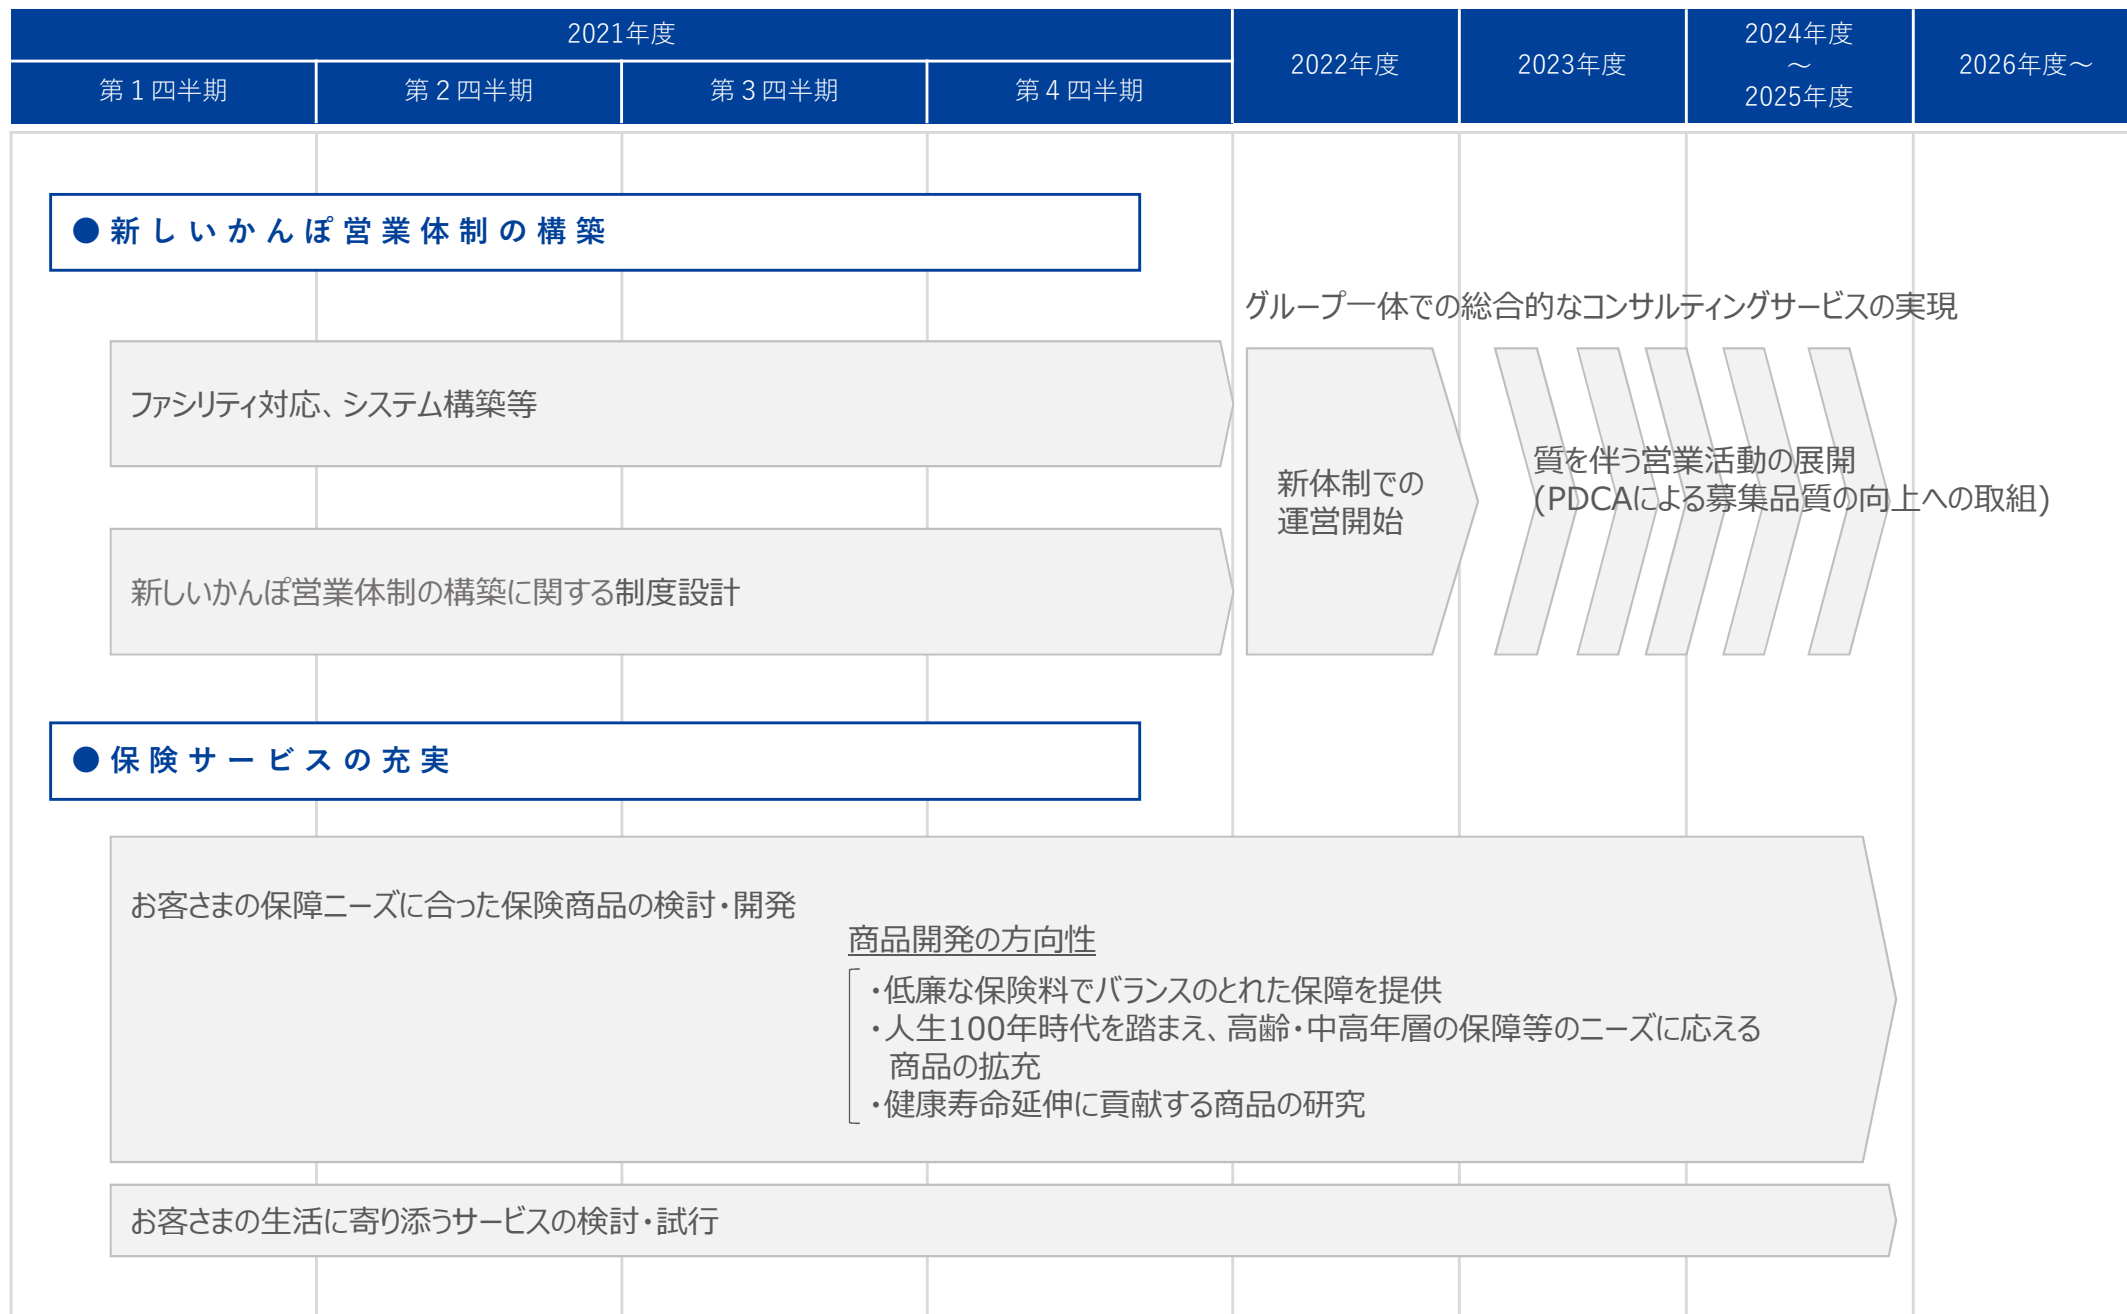 2021年度
2022年度
2023年度
2024年度
～
2025年度
2026年度～
第１四半期
第２四半期
第３四半期
第４四半期
●新しいかんぽ営業体制の構築
グループ一体での総合的なコンサルティングサービスの実現
ファシリティ対応、システム構築等
新しいかんぽ営業体制の構築に関する制度設計
新体制での
運営開始
質を伴う営業活動の展開
(PDCAによる募集品質の向上への取組)
●保険サービスの充実
お客さまの保障ニーズに合った保険商品の検討・開発
商品開発の方向性
・低廉な保険料でバランスのとれた保障を提供
・人生100年時代を踏まえ、高齢・中高年層の保障等のニーズに応える
商品の拡充
・健康寿命延伸に貢献する商品の研究
お客さまの生活に寄り添うサービスの検討・試行